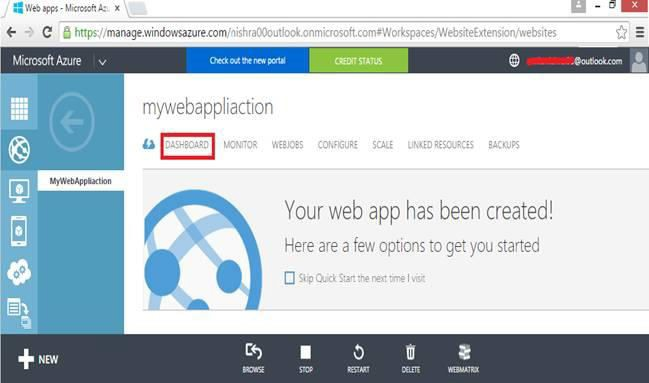 Web apps - Microsoft Azu
https://manage.windowsazure.com/nishra00outlook.onmicrosoft.com#Workspaces/WebsiteExtension/websites
Microsoft Azure
Check out the new portal
CREDIT STATUS
@outlook.com
mywebappliaction
DASHBOARD MONITOR WEBJOBS CONFIGURE SCALE LINKED RESOURCES BACKUPS
MyWebAppliaction
Your web app has been created!
Here are a few options to get you started
Skip Quick Start the next time I visit
NEW
BROWSE STOP RESTART DELETE WEBMATRIX